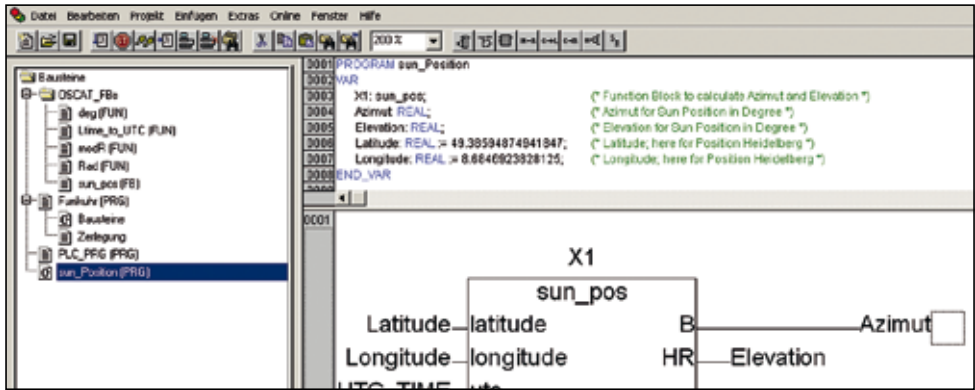 Datei Bearbeiten Projekt Einfügen Extras Online Fenster Hilfe
200 %
Bausteine
OSCAT_FBs
deg (FUN)
Ltime_to_UTC (FUN)
modR (FUN)
Rad (FUN)
sun_pos (FB)
Funkuhr (PRG)
Bausteine
Zerlegung
PLC_PRG (PRG)
sun_Position (PRG)
0001 PROGRAM sun_Position
0002 VAR
0003 X1: sun_pos; (* Function Block to calculate Azimut and Elevation *)
0004 Azimut: REAL; (* Azimut for Sun Position in Degree *)
0005 Elevation: REAL; (* Elevation for Sun Position in Degree *)
0006 Latitude: REAL := 49.38594874941847; (* Latitude; here for Position Heidelberg *)
0007 Longitude: REAL := 8.6846923828125; (* Longitude; here for Position Heidelberg *)
0008 END_VAR
0001
X1
sun_pos
Latitude latitude B Azimut
Longitude longitude HR Elevation
UTC_TIME utc